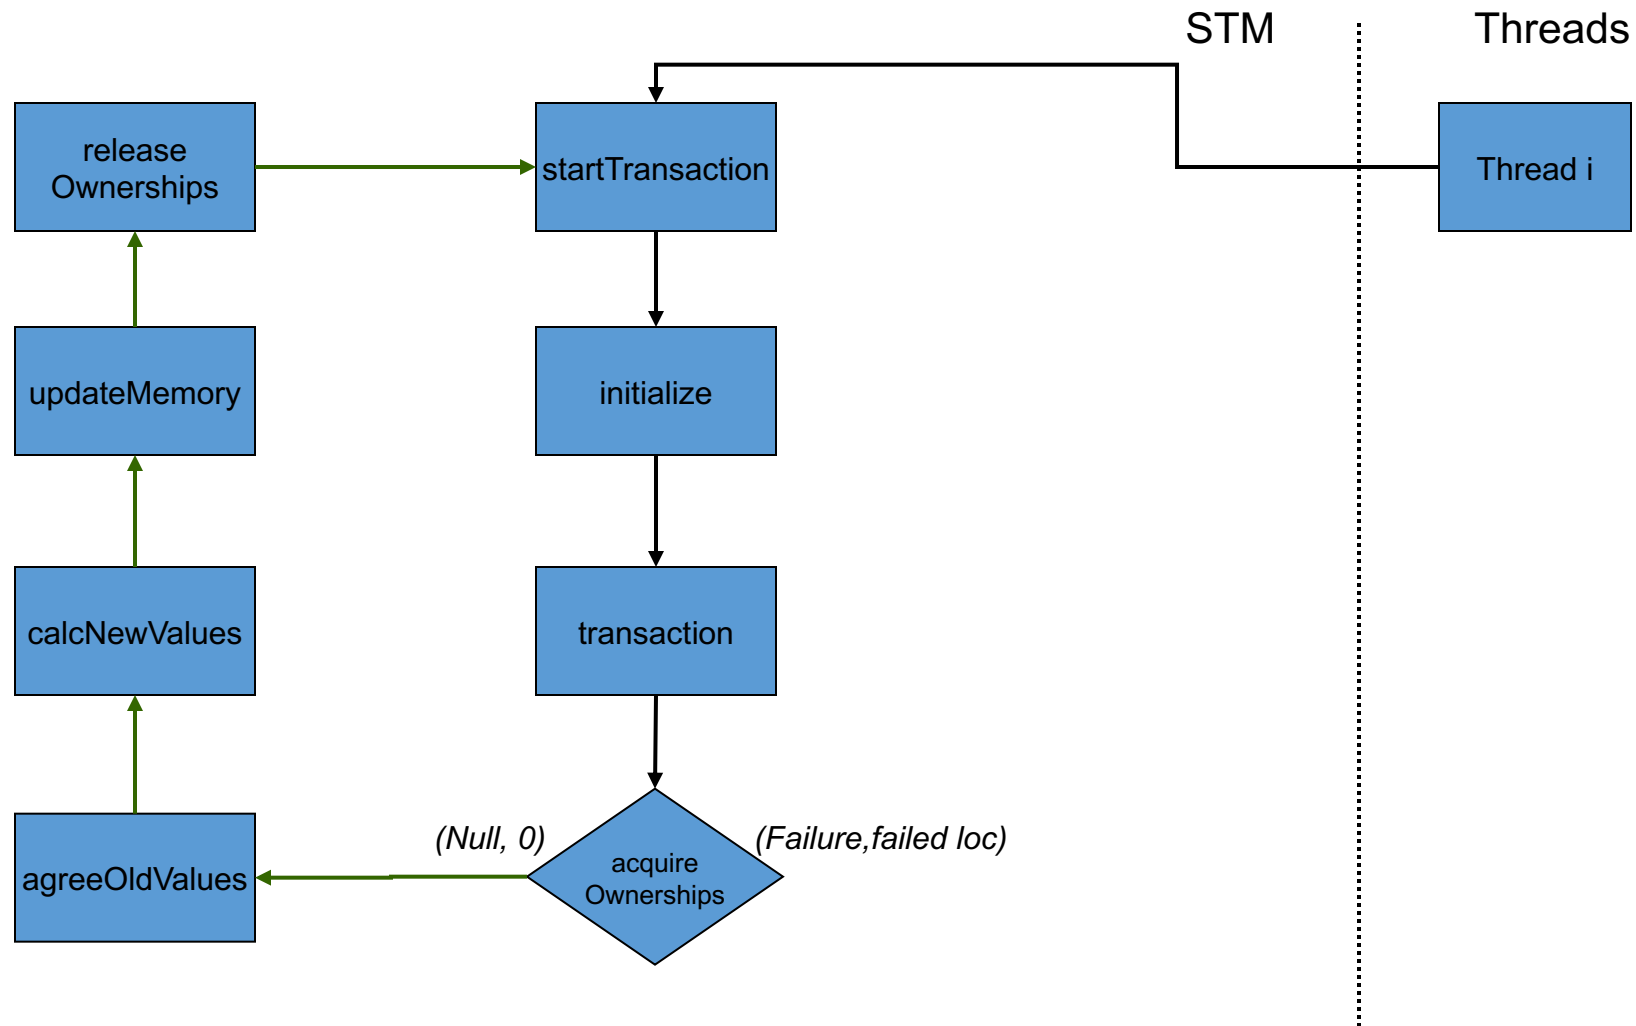 STM
Threads
release
Ownerships
startTransaction
Thread i
updateMemory
initialize
calcNewValues
transaction
(Null, 0)
(Failure,failed loc)
acquire
Ownerships
agreeOldValues